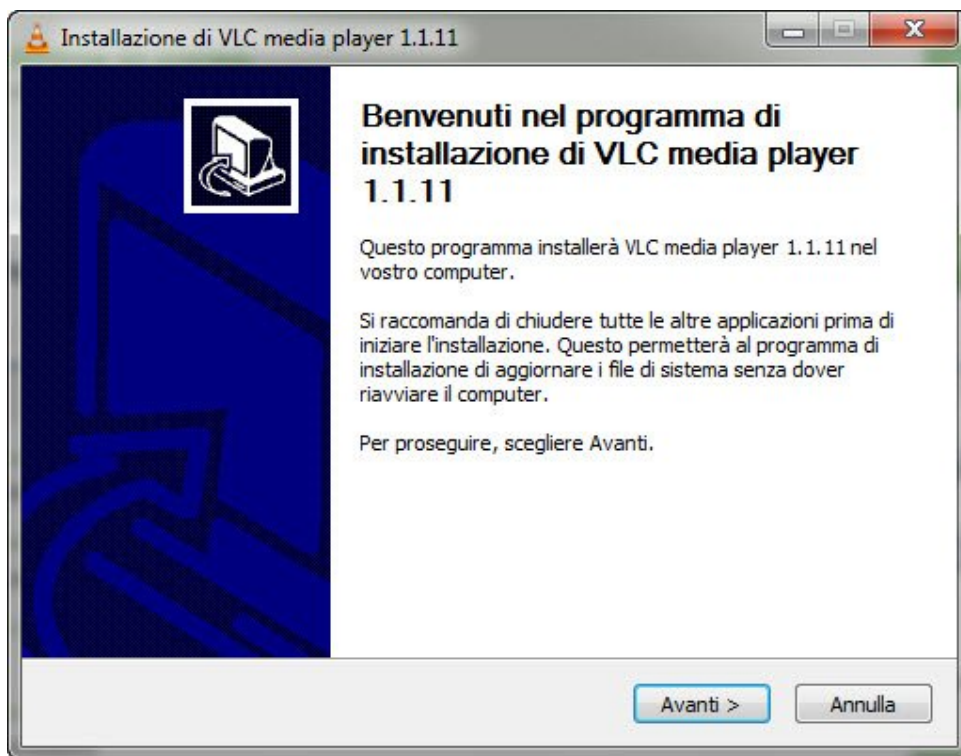 Installazione di VLC media player 1.1.11
Benvenuti nel programma di
installazione di VLC media player
1.1.11
Questo programma installerà VLC media player 1.1.11 nel
vostro computer.
Si raccomanda di chiudere tutte le altre applicazioni prima di
iniziare l'installazione. Questo permetterà al programma di
installazione di aggiornare i file di sistema senza dover
riavviare il computer.
Per proseguire, scegliere Avanti.
Avanti >
Annulla